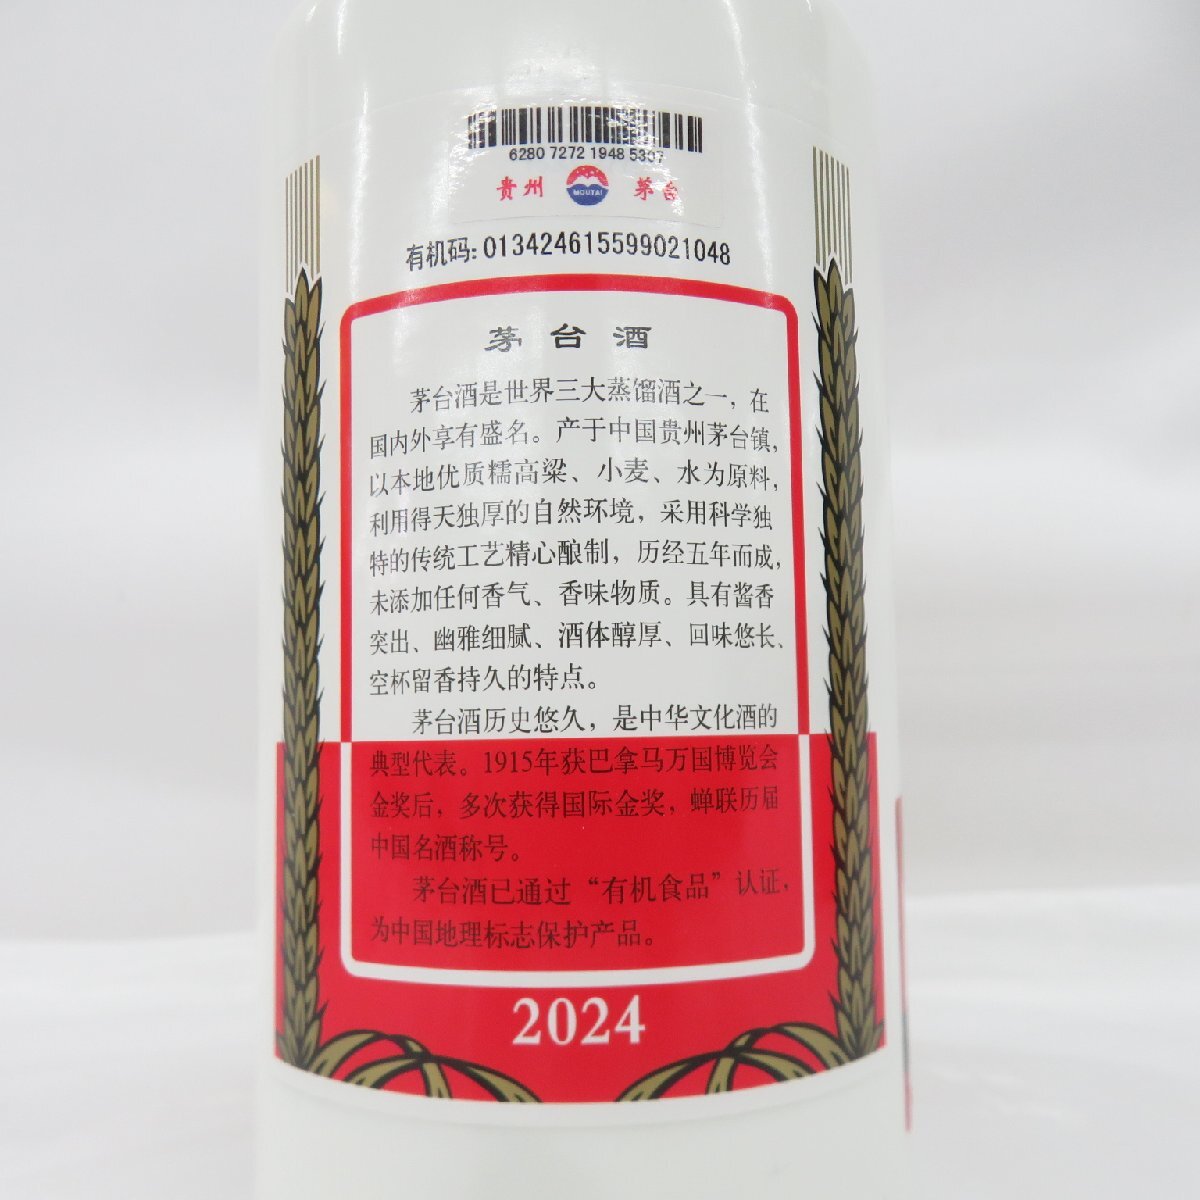 6280 7272 1948 5307
贵州 MOUTAI 茅台
有机码:013424615599021048
茅台酒
茅台酒是世界三大蒸馏酒之一，在
国内外享有盛名。产于中国贵州茅台镇，
以本地优质糯高粱、小麦、水为原料，
利用得天独厚的自然环境，采用科学独
特的传统工艺精心酿制，历经五年而成，
未添加任何香气、香味物质。具有酱香
突出、幽雅细腻、酒体醇厚、回味悠长、
空杯留香持久的特点。
茅台酒历史悠久，是中华文化酒的
典型代表。1915年获巴拿马万国博览会
金奖后，多次获得国际金奖，蝉联历届
中国名酒称号。
茅台酒已通过“有机食品”认证，
为中国地理标志保护产品。
2024